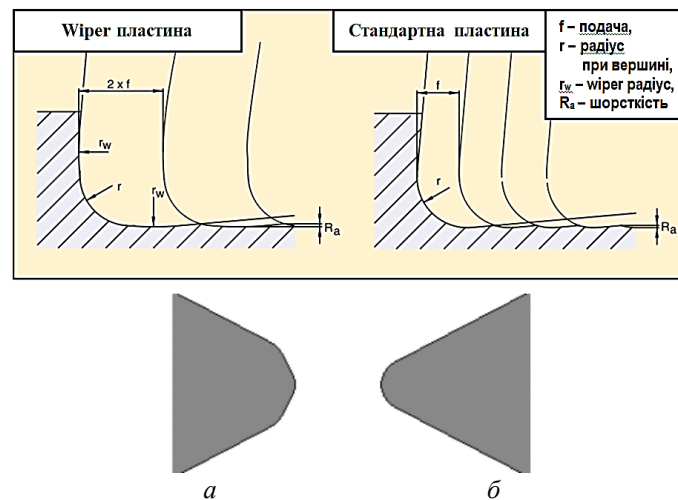 Wiper пластина
Стандартна пластина
f – подача,
r – радіус
при вершині,
rw – wiper радіус,
Ra – шорсткість
2 x f
rw
r
rw
Ra
f
r
Ra
а
б